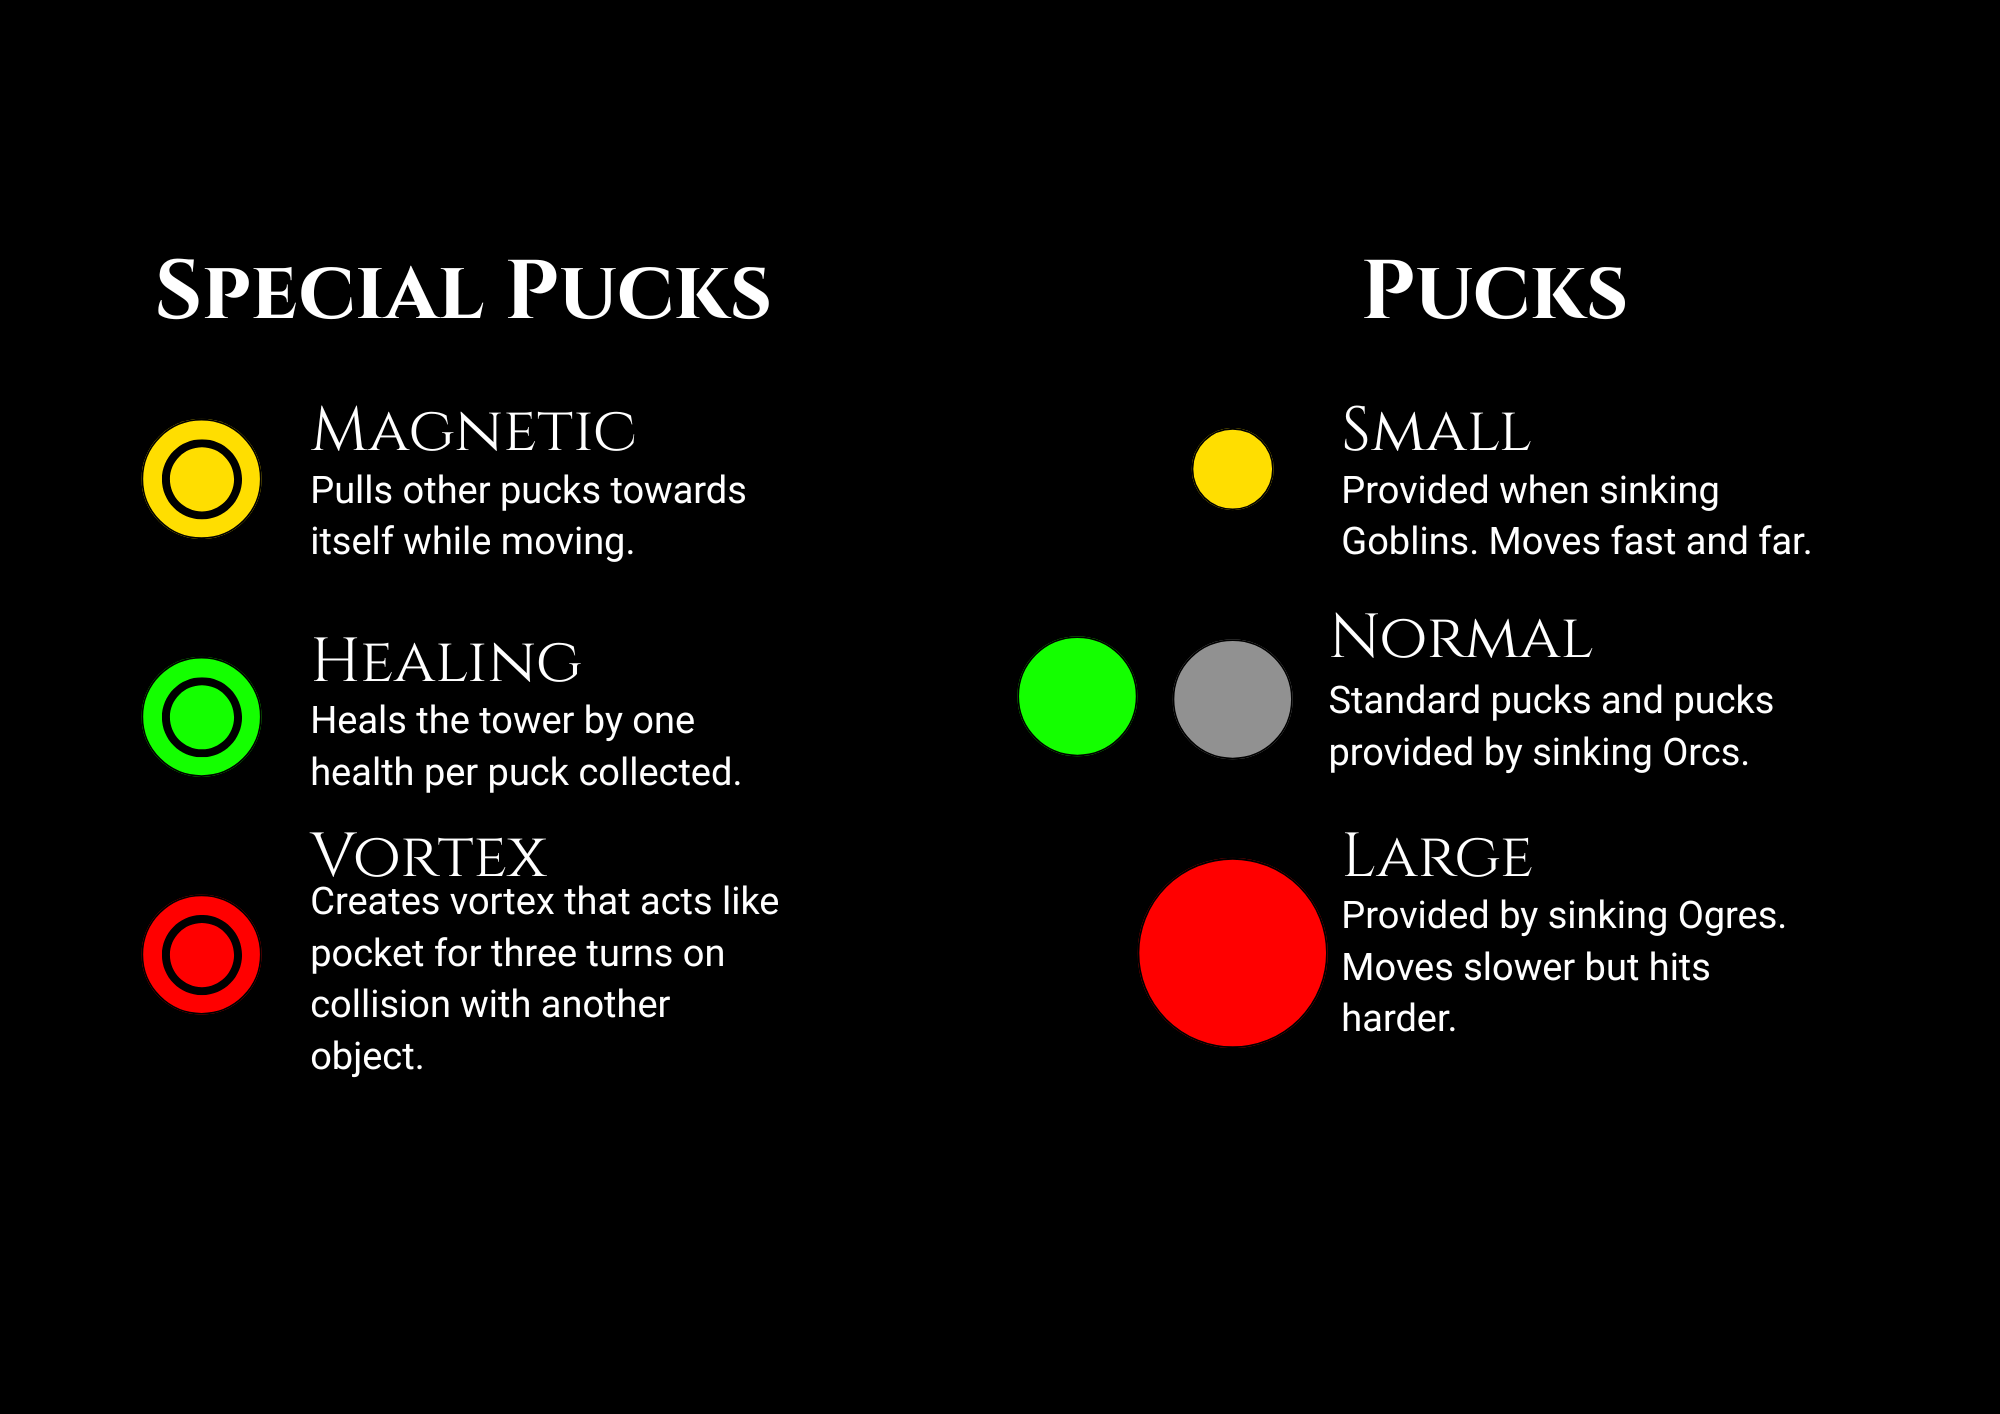 Special Pucks
Magnetic
Pulls other pucks towards
itself while moving.
Healing
Heals the tower by one
health per puck collected.
Vortex
Creates vortex that acts like
pocket for three turns on
collision with another
object.
Pucks
Small
Provided when sinking
Goblins. Moves fast and far.
Normal
Standard pucks and pucks
provided by sinking Orcs.
Large
Provided by sinking Ogres.
Moves slower but hits
harder.